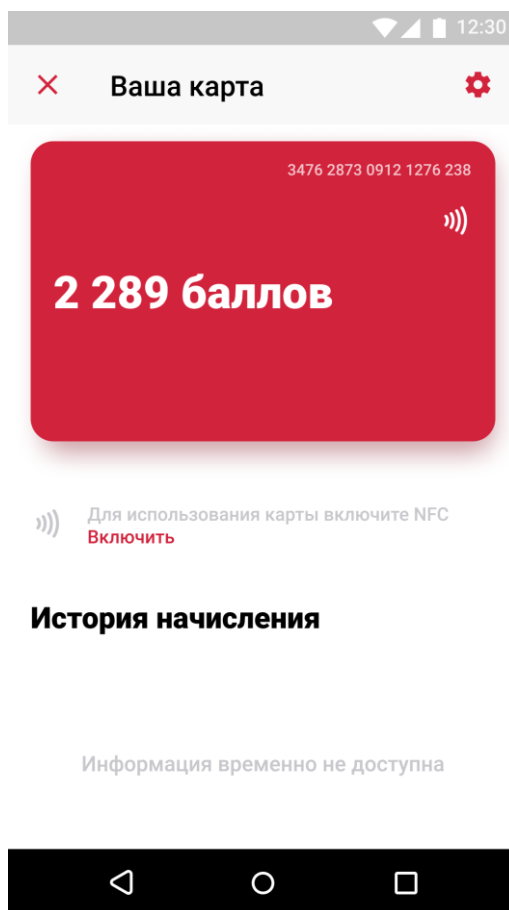 12:30
Ваша карта
3476 2873 0912 1276 238
2 289 баллов
Для использования карты включите NFC
Включить
История начисления
Информация временно не доступна